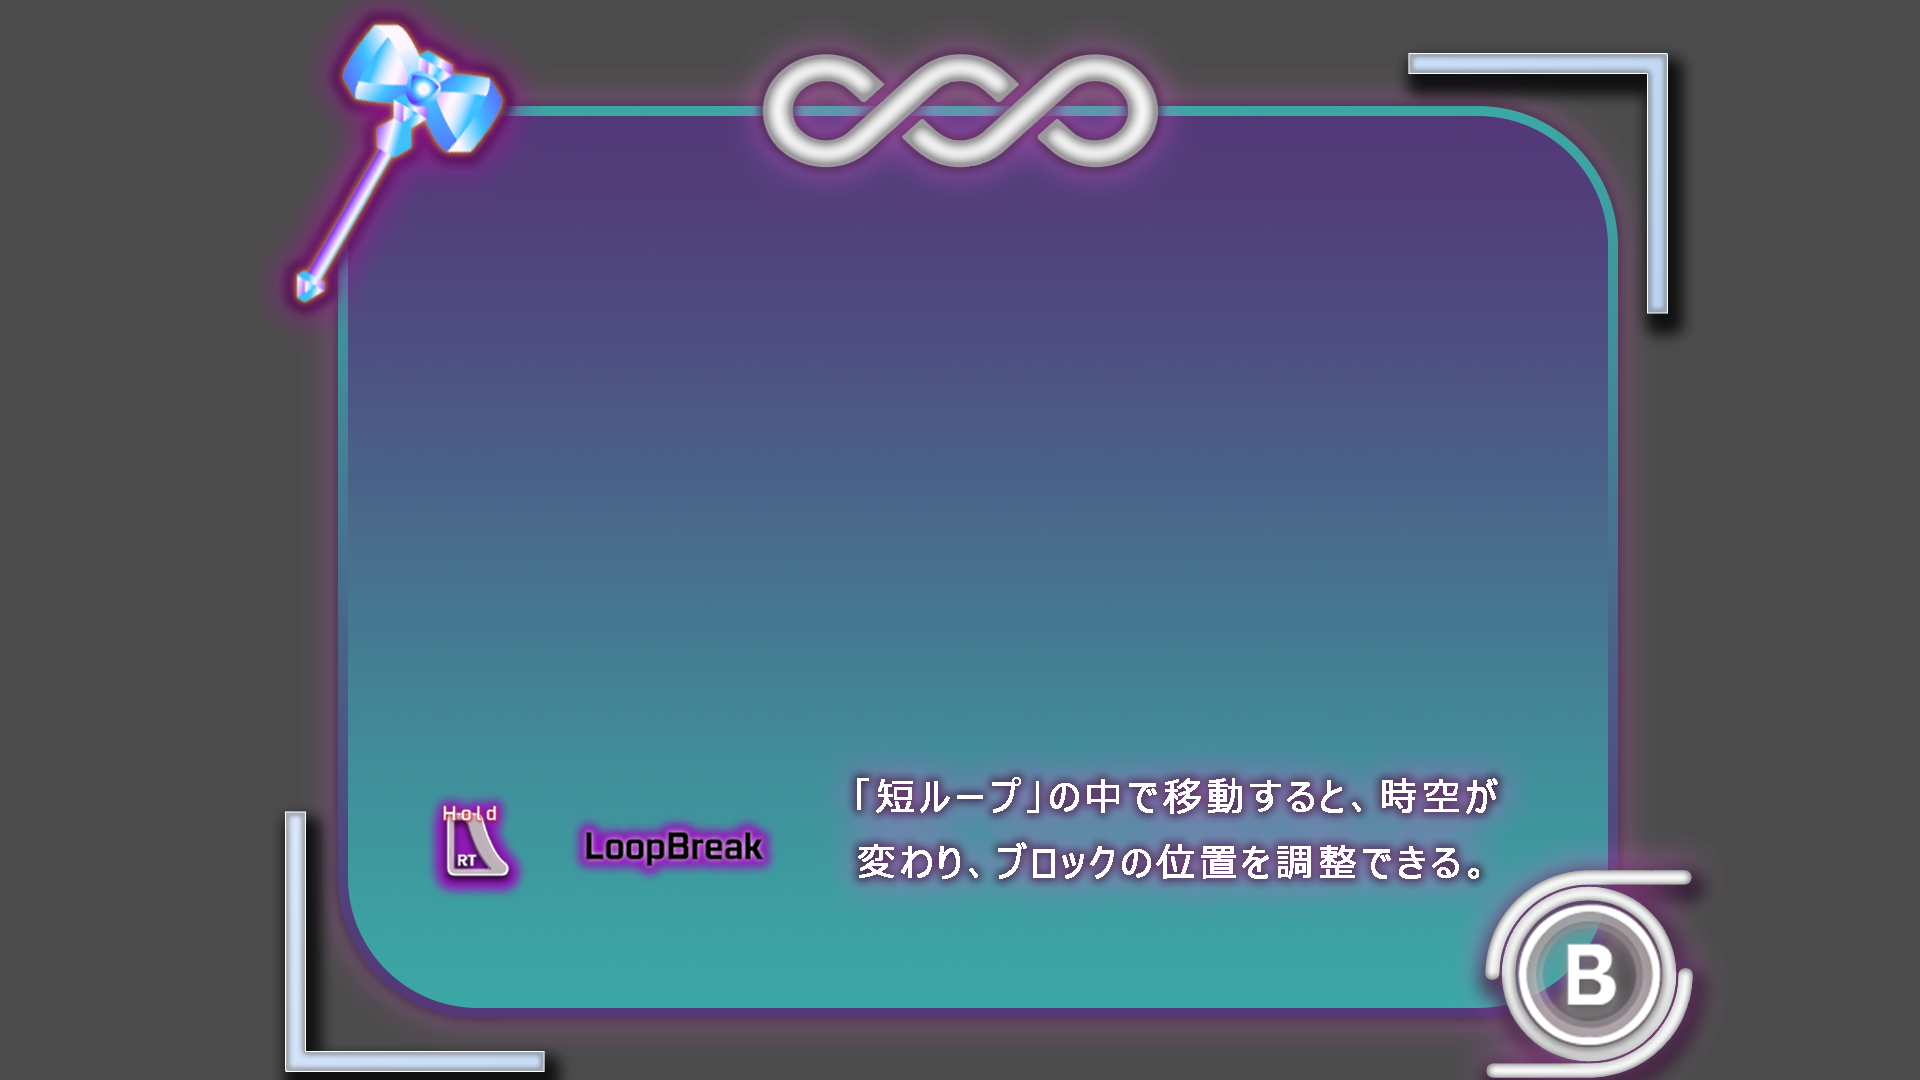 「短ループ」の中で移動すると、時空が
変わり、ブロックの位置を調整できる。
Hold
RT
LoopBreak
B